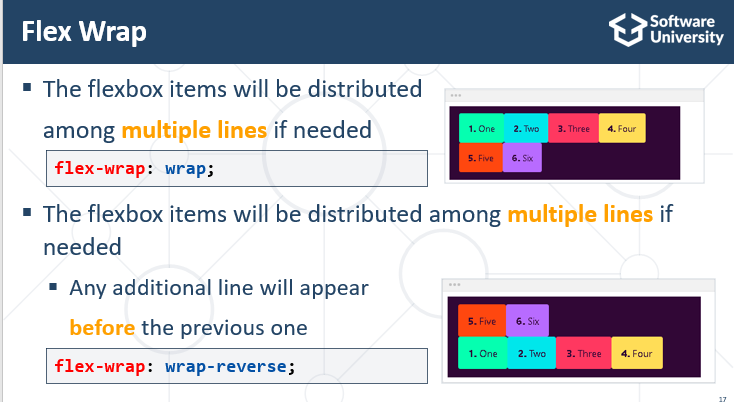 Flex Wrap
Software
University
▪ The flexbox items will be distributed
among multiple lines if needed
flex-wrap: wrap;
1. One 2. Two 3. Three 4. Four
5. Five 6. Six
▪ The flexbox items will be distributed among multiple lines if
needed
▪ Any additional line will appear
before the previous one
flex-wrap: wrap-reverse;
5. Five 6. Six
1. One 2. Two 3. Three 4. Four
17